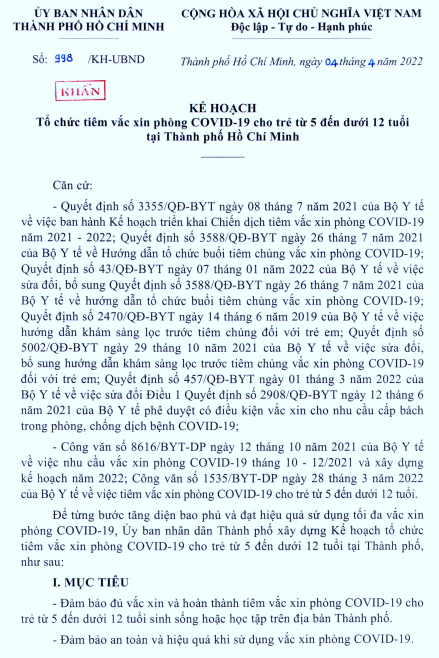 ỦY BAN NHÂN DÂN
THÀNH PHỐ HỒ CHÍ MINH
CỘNG HÒA XÃ HỘI CHỦ NGHĨA VIỆT NAM
Độc lập - Tự do - Hạnh phúc
Số: 998 /KH-UBND
Thành phố Hồ Chí Minh, ngày 04 tháng 4 năm 2022
KHẨN
KẾ HOẠCH
Tổ chức tiêm vắc xin phòng COVID-19 cho trẻ từ 5 đến dưới 12 tuổi
tại Thành phố Hồ Chí Minh
Căn cứ:
- Quyết định số 3355/QĐ-BYT ngày 08 tháng 7 năm 2021 của Bộ Y tế
về việc ban hành Kế hoạch triển khai Chiến dịch tiêm vắc xin phòng COVID-19
năm 2021 - 2022; Quyết định số 3588/QĐ-BYT ngày 26 tháng 7 năm 2021
của Bộ Y tế về Hướng dẫn tổ chức buổi tiêm chủng vắc xin phòng COVID-19;
Quyết định số 43/QĐ-BYT ngày 07 tháng 01 năm 2022 của Bộ Y tế về việc
sửa đổi, bổ sung Quyết định số 3588/QĐ-BYT ngày 26 tháng 7 năm 2021 của
Bộ Y tế về hướng dẫn tổ chức buổi tiêm chủng vắc xin phòng COVID-19;
Quyết định số 2470/QĐ-BYT ngày 14 tháng 6 năm 2019 của Bộ Y tế về việc
hướng dẫn khám sàng lọc trước tiêm chủng đối với trẻ em; Quyết định số
5002/QĐ-BYT ngày 29 tháng 10 năm 2021 của Bộ Y tế về việc sửa đổi,
bổ sung hướng dẫn khám sàng lọc trước tiêm chủng vắc xin phòng COVID-19
đối với trẻ em; Quyết định số 457/QĐ-BYT ngày 01 tháng 3 năm 2022 của
Bộ Y tế về việc sửa đổi Điều 1 Quyết định số 2908/QĐ-BYT ngày 12 tháng 6
năm 2021 của Bộ Y tế phê duyệt có điều kiện vắc xin cho nhu cầu cấp bách
trong phòng, chống dịch bệnh COVID-19;
- Công văn số 8616/BYT-DP ngày 12 tháng 10 năm 2021 của Bộ Y tế
về việc nhu cầu vắc xin phòng COVID-19 tháng 10 - 12/2021 và xây dựng
kế hoạch năm 2022; Công văn số 1535/BYT-DP ngày 28 tháng 3 năm 2022
của Bộ Y tế về việc tiêm vắc xin phòng COVID-19 cho trẻ từ 5 đến dưới 12 tuổi.
Để từng bước tăng diện bao phủ và đạt hiệu quả sử dụng tối đa vắc xin
phòng COVID-19, Ủy ban nhân dân Thành phố xây dựng Kế hoạch tổ chức
tiêm vắc xin phòng COVID-19 cho trẻ từ 5 đến dưới 12 tuổi tại Thành phố,
như sau:
I. MỤC TIÊU
- Đảm bảo đủ vắc xin và hoàn thành tiêm vắc xin phòng COVID-19 cho
trẻ từ 5 đến dưới 12 tuổi sinh sống hoặc học tập trên địa bàn Thành phố.
- Đảm bảo an toàn và hiệu quả khi sử dụng vắc xin phòng COVID-19.